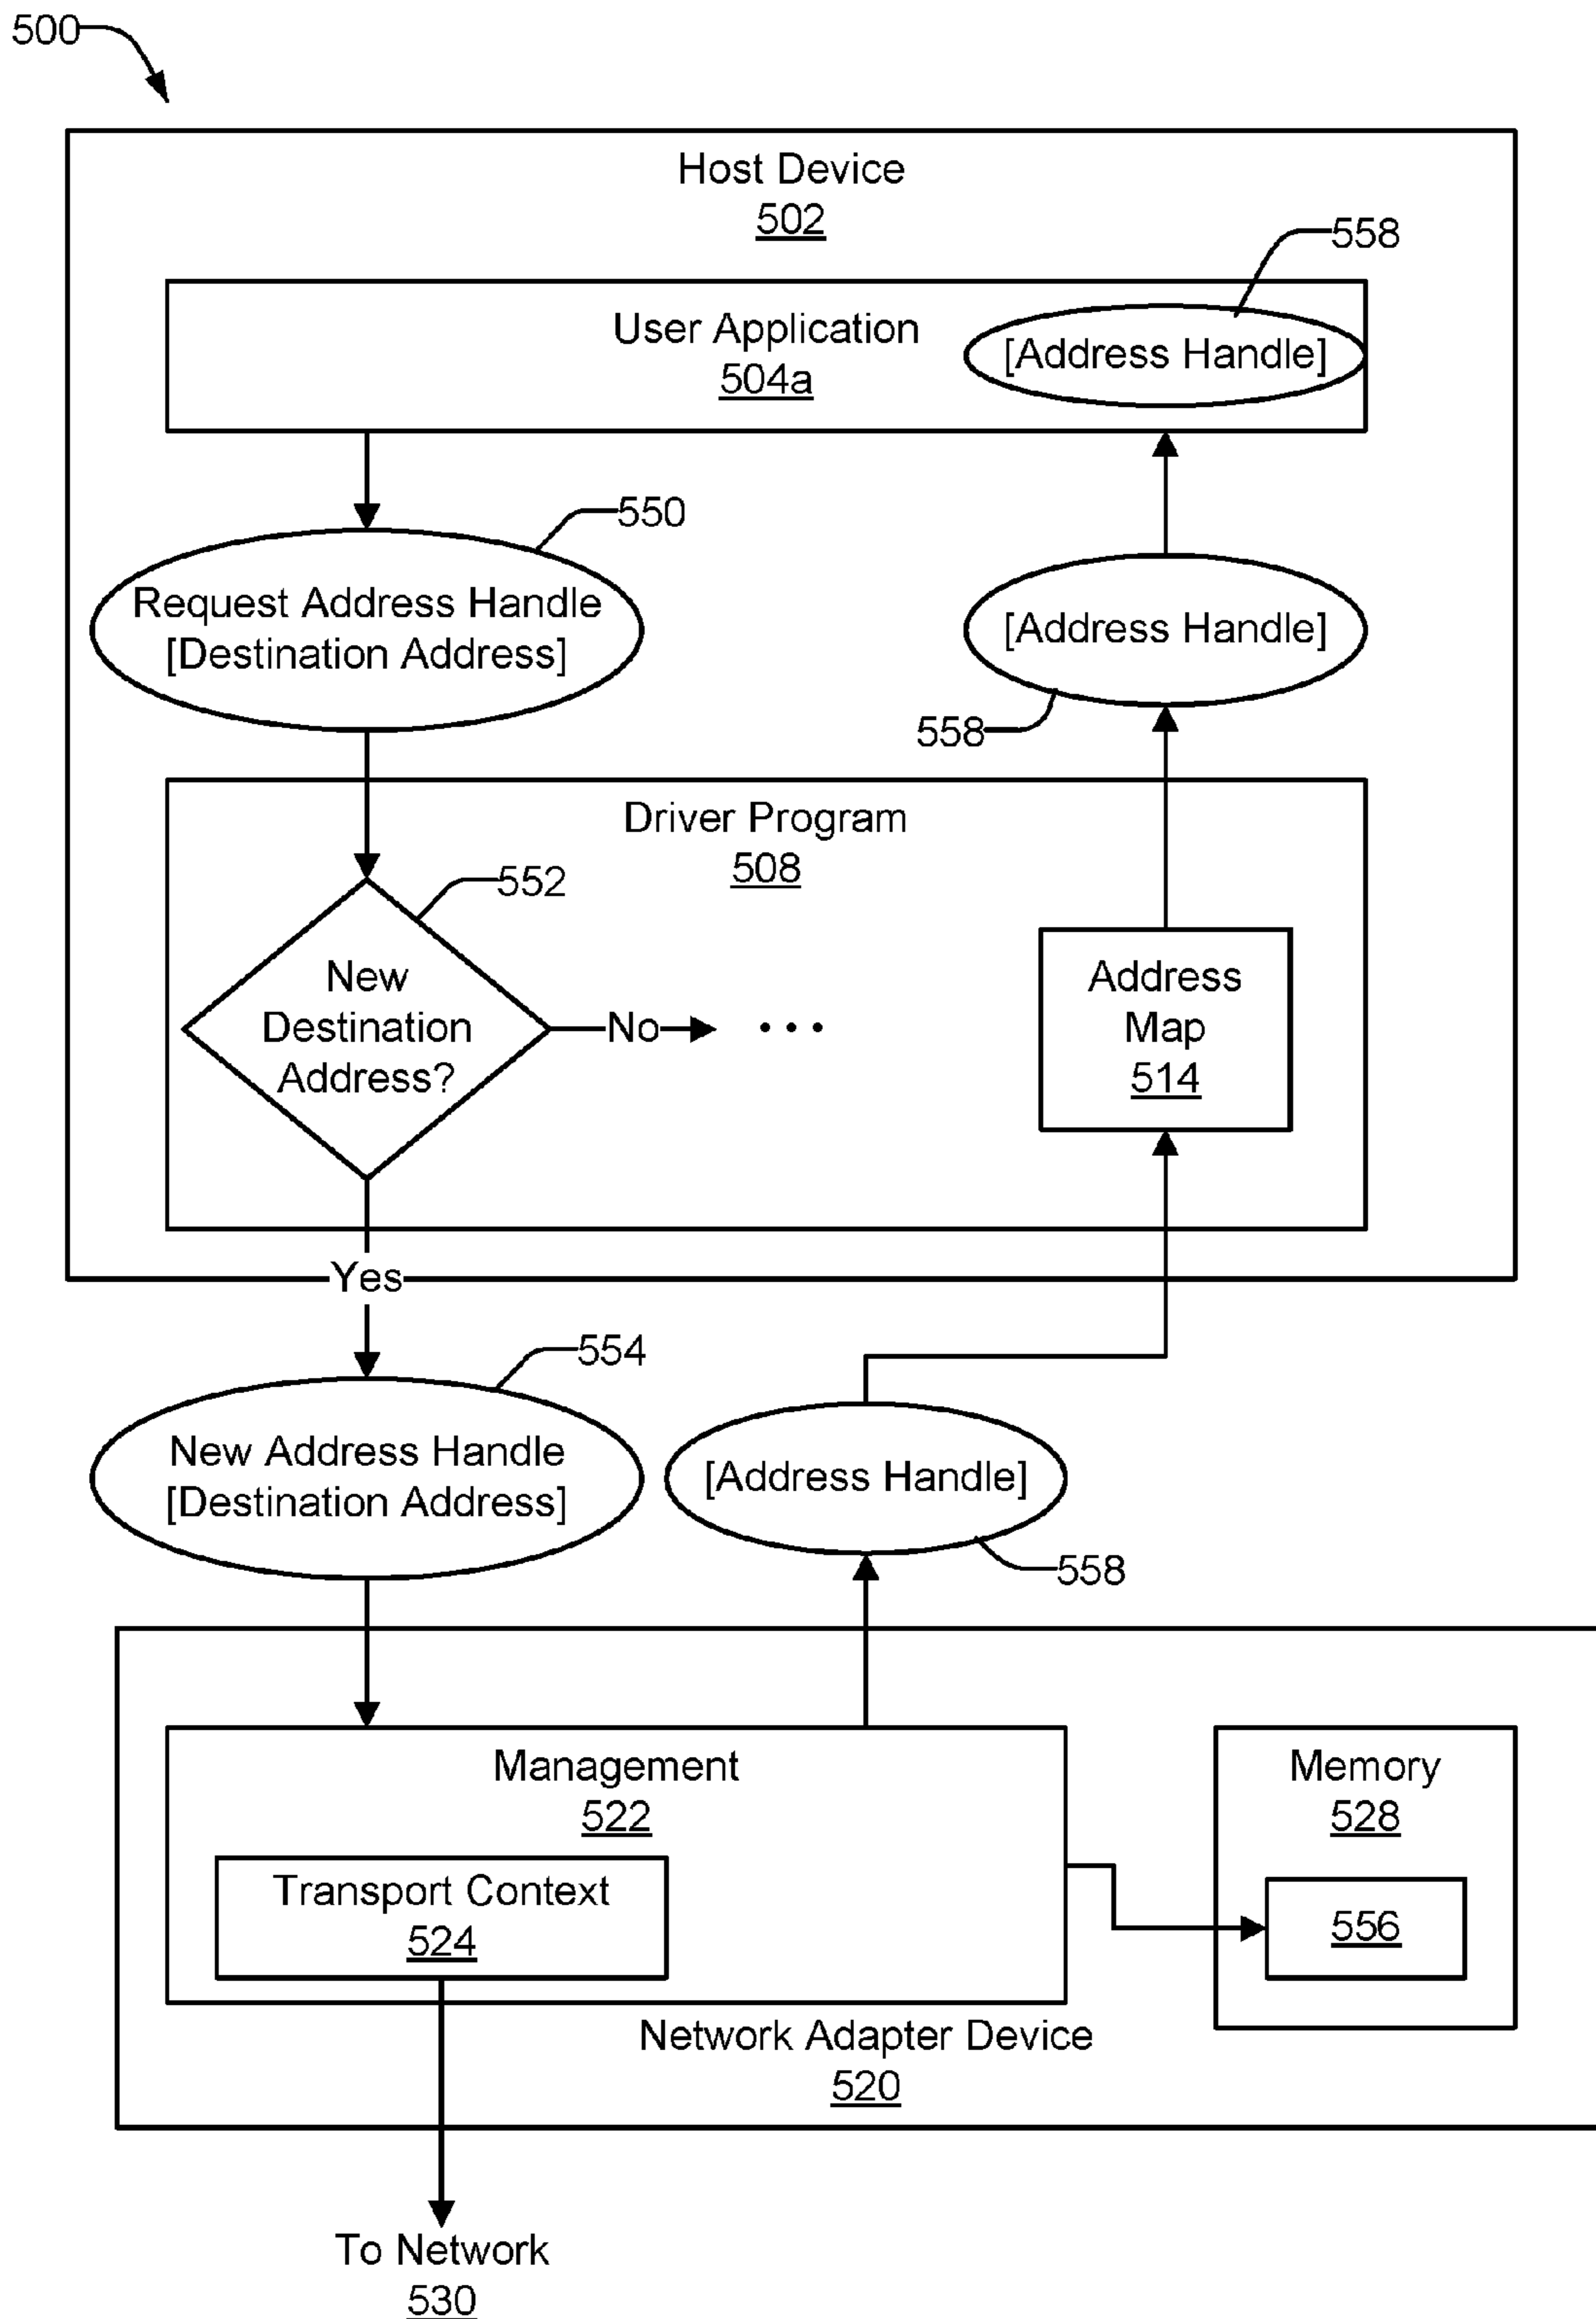 500
Host Device
502
558
User Application
504a
[Address Handle]
550
Request Address Handle
[Destination Address]
[Address Handle]
558
Driver Program
508
552
New
Destination
Address?
No
...
Address
Map
514
Yes
554
New Address Handle
[Destination Address]
[Address Handle]
558
Management
522
Transport Context
524
Memory
528
556
Network Adapter Device
520
To Network
530